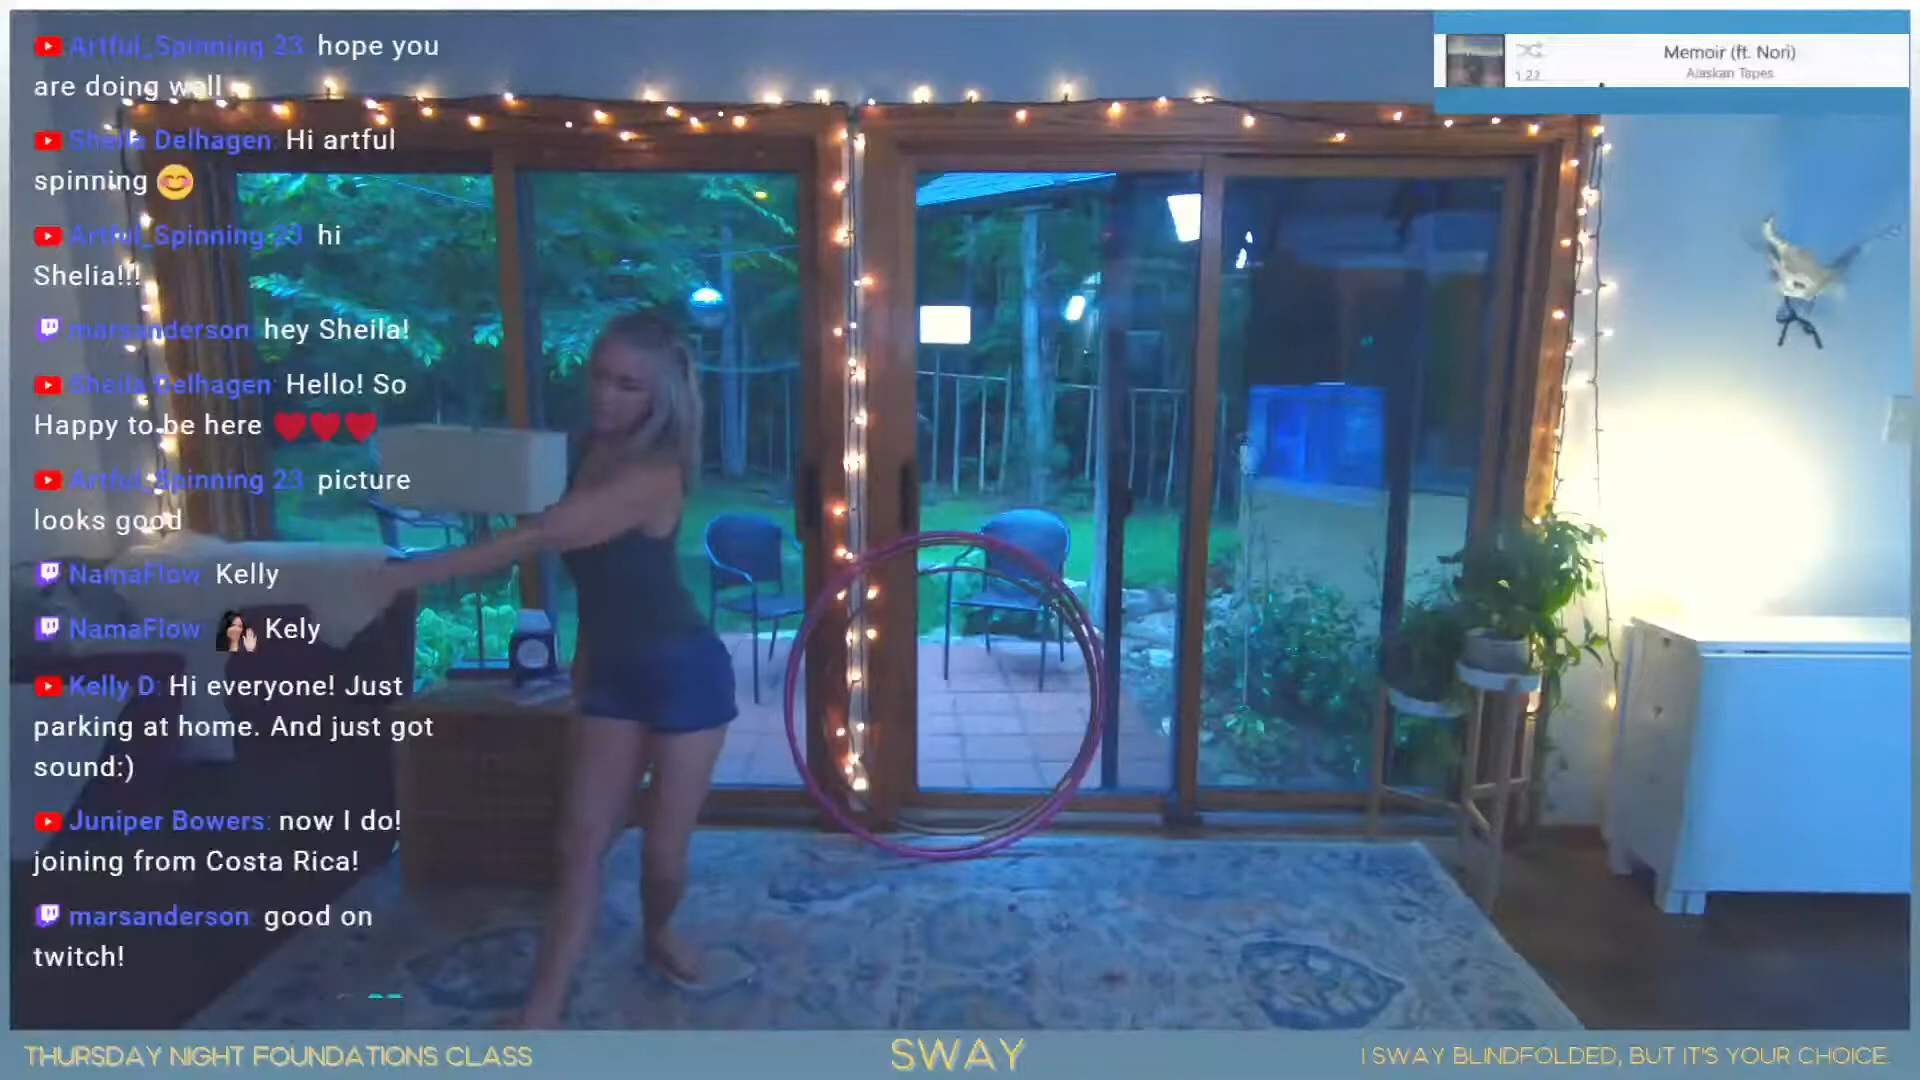 Artful_Spinning 23 hope you
are doing well
Sheila Delhagen: Hi artful
spinning 😊
Artful_Spinning 23 hi
Shelia!!!
marsanderson: hey Sheila!
Sheila Delhagen: Hello! So
Happy to be here ❤❤❤
Artful_Spinning 23 picture
looks good
NamaFlow: Kelly
NamaFlow: Kely
Kelly D: Hi everyone! Just
parking at home. And just got
sound:)
Juniper Bowers: now I do!
joining from Costa Rica!
marsanderson: good on
twitch!
Memoir (ft. Nori)
Alaskan Tapes
1:22
THURSDAY NIGHT FOUNDATIONS CLASS
SWAY
I SWAY BLINDFOLDED, BUT IT'S YOUR CHOICE.